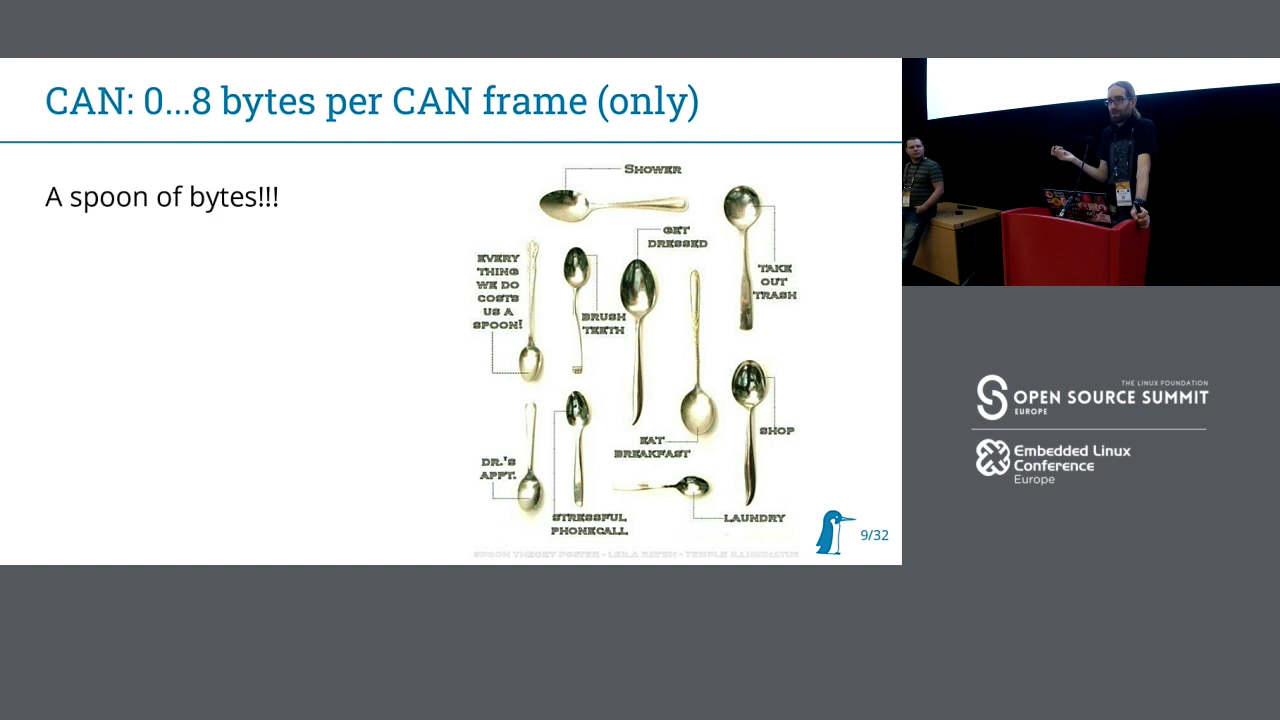 CAN: 0...8 bytes per CAN frame (only)
A spoon of bytes!!!
SHOWER
GET
DRESSED
EVERY
THING
WE DO
COSTS
US A
SPOON!
BRUSH
TEETH
TAKE
OUT
TRASH
EAT
BREAKFAST
SHOP
DR.'S
APPT.
STRESSFUL
PHONECALL
LAUNDRY
9/32
THE LINUX FOUNDATION
OPEN SOURCE SUMMIT
EUROPE
Embedded Linux
Conference
Europe